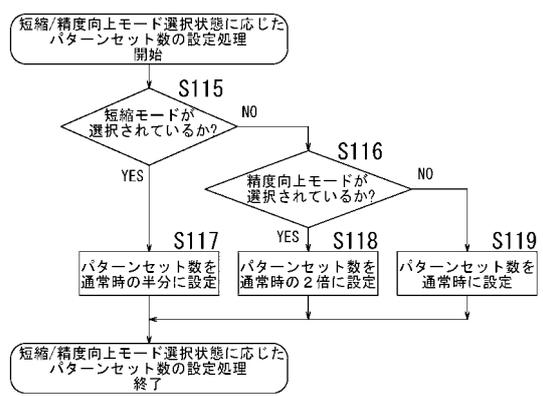 短縮/精度向上モード選択状態に応じた
パターンセット数の設定処理
開始
S115
短縮モードが
選択されているか?
NO
YES
S116
精度向上モードが
選択されているか?
NO
YES
S117
パターンセット数を
通常時の半分に設定
S118
パターンセット数を
通常時の2倍に設定
S119
パターンセット数を
通常時に設定
短縮/精度向上モード選択状態に応じた
パターンセット数の設定処理
終了